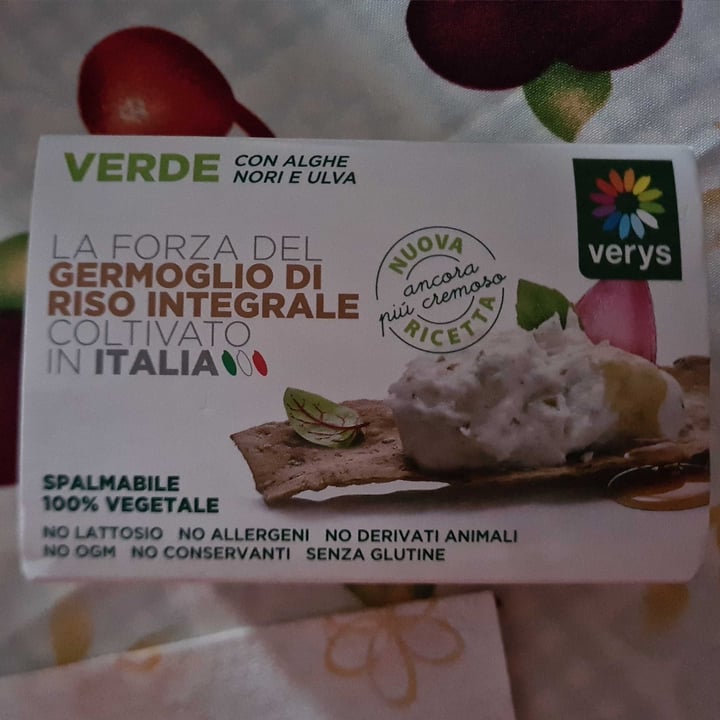 VERDE CON ALGHE
NORI E ULVA
verys
LA FORZA DEL
GERMOGLIO DI
RISO INTEGRALE
COLTIVATO
IN ITALIA
NUOVA
ancora
più cremoso
RICETTA
SPALMABILE
100% VEGETALE
NO LATTOSIO NO ALLERGENI NO DERIVATI ANIMALI
NO OGM NO CONSERVANTI SENZA GLUTINE